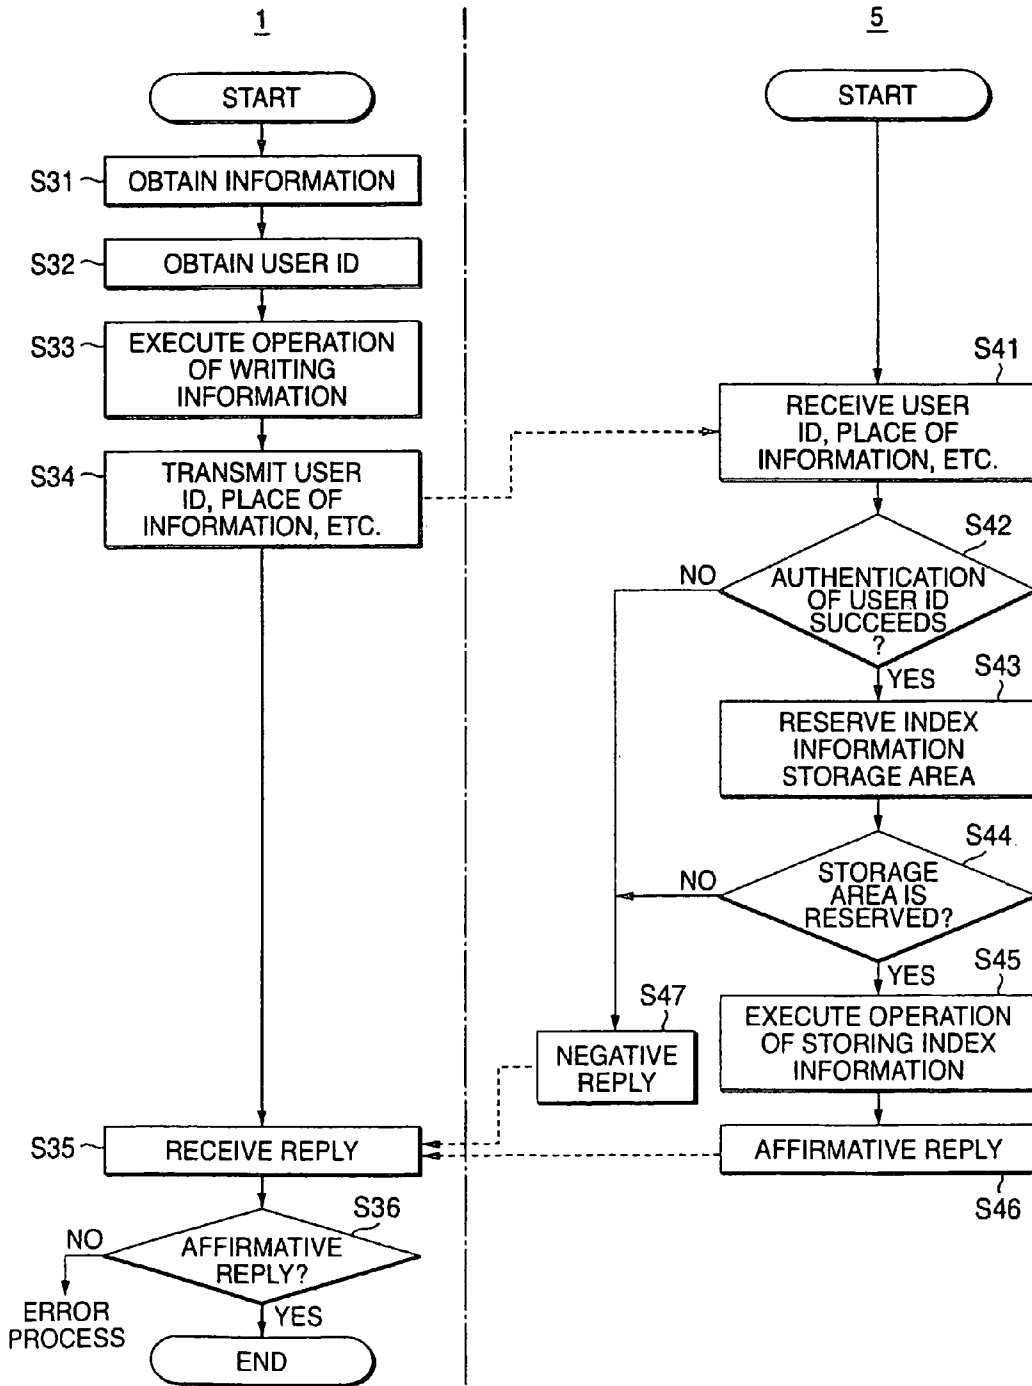 1
START
S31
OBTAIN INFORMATION
S32
OBTAIN USER ID
S33
EXECUTE OPERATION
OF WRITING
INFORMATION
S34
TRANSMIT USER
ID, PLACE OF
INFORMATION, ETC.
S35
RECEIVE REPLY
S36
AFFIRMATIVE
REPLY?
NO
ERROR
PROCESS
YES
END
5
START
S41
RECEIVE USER
ID, PLACE OF
INFORMATION, ETC.
S42
NO
AUTHENTICATION
OF USER ID
SUCCEEDS
?
YES
S43
RESERVE INDEX
INFORMATION
STORAGE AREA
S44
NO
STORAGE
AREA IS
RESERVED?
YES
S45
EXECUTE OPERATION
OF STORING INDEX
INFORMATION
S47
NEGATIVE
REPLY
AFFIRMATIVE REPLY
S46